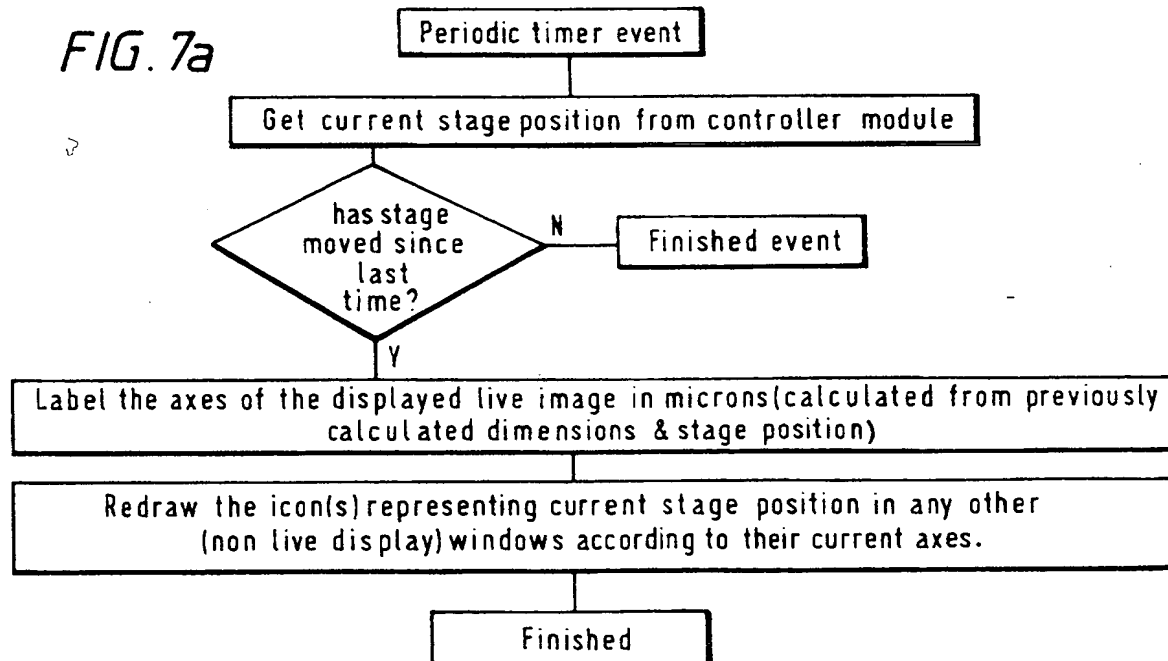 FIG. 7a
Periodic timer event
Get current stage position from controller module
has stage
moved since
last
time?
N
Finished event
Y
Label the axes of the displayed live image in microns(calculated from previously
calculated dimensions & stage position)
Redraw the icon(s) representing current stage position in any other
(non live display) windows according to their current axes.
Finished